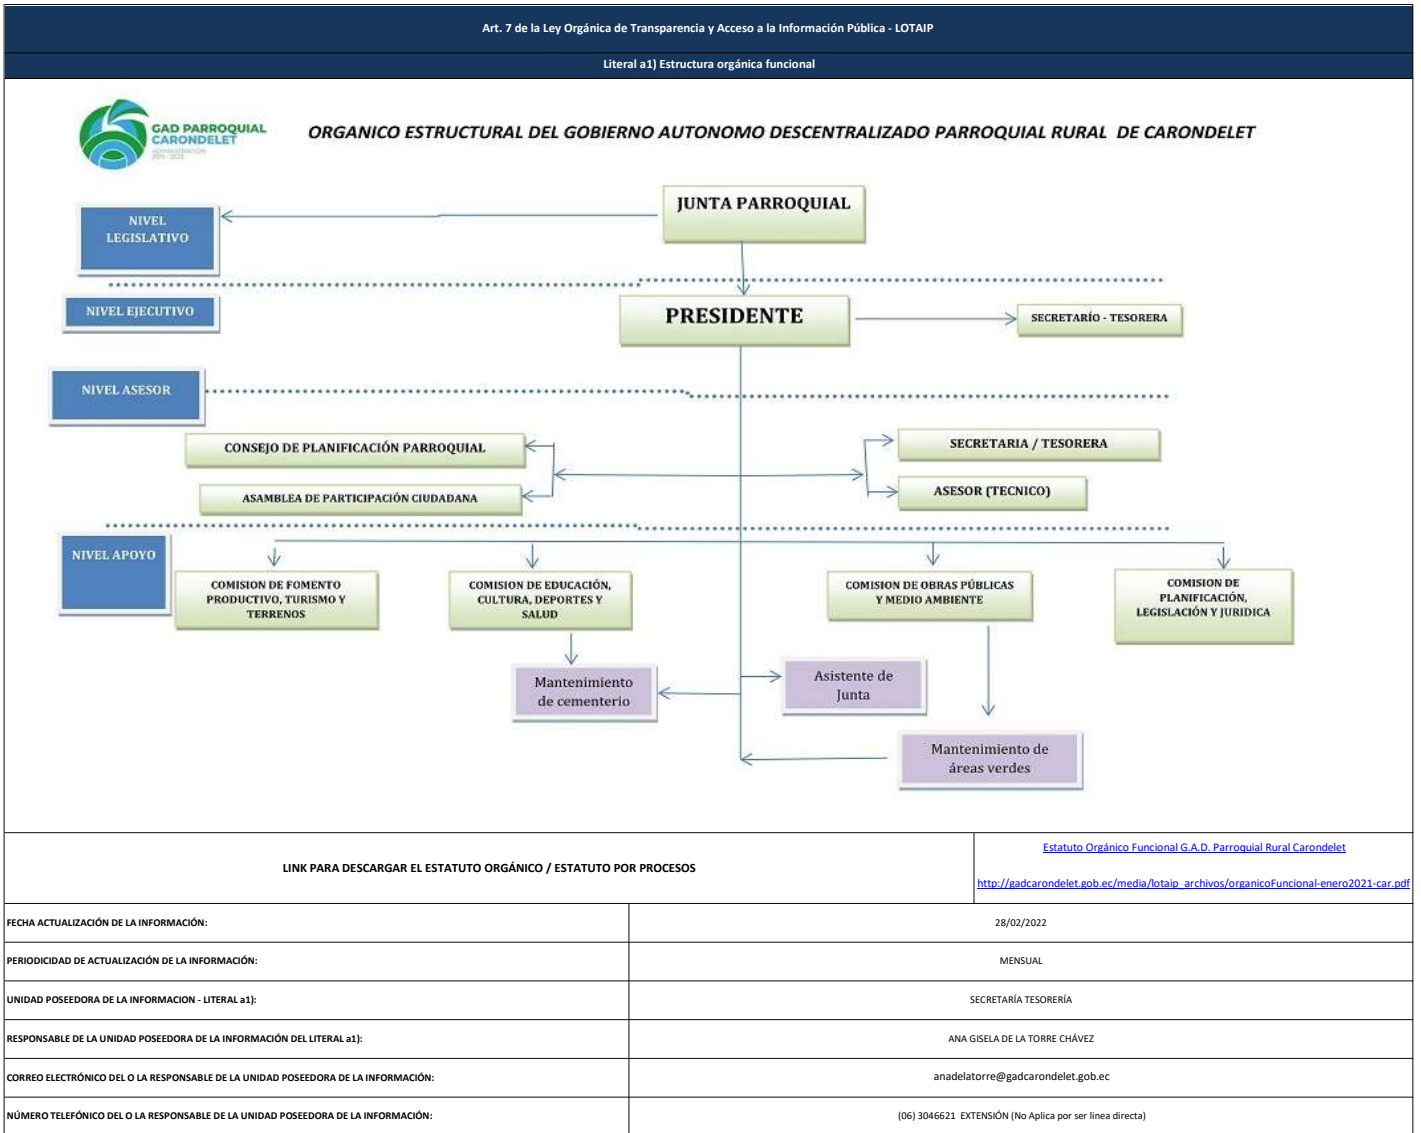 Art. 7 de la Ley Orgánica de Transparencia y Acceso a la Información Pública - LOTAIP
Literal a1) Estructura orgánica funcional
GAD PARROQUIAL
CARONDELET
ADMINISTRACIÓN
ORGANICO ESTRUCTURAL DEL GOBIERNO AUTONOMO DESCENTRALIZADO PARROQUIAL RURAL DE CARONDELET
JUNTA PARROQUIAL
NIVEL
LEGISLATIVO
NIVEL EJECUTIVO
PRESIDENTE
SECRETARÍO - TESORERA
NIVEL ASESOR
CONSEJO DE PLANIFICACIÓN PARROQUIAL
SECRETARIA / TESORERA
ASAMBLEA DE PARTICIPACIÓN CIUDADANA
ASESOR (TECNICO)
NIVEL APOYO
COMISION DE FOMENTO
PRODUCTIVO, TURISMO Y
TERRENOS
COMISION DE EDUCACIÓN,
CULTURA, DEPORTES Y
SALUD
COMISION DE OBRAS PÚBLICAS
Y MEDIO AMBIENTE
COMISION DE
PLANIFICACIÓN,
LEGISLACIÓN Y JURIDICA
Mantenimiento
de cementerio
Asistente de
Junta
Mantenimiento de
áreas verdes
LINK PARA DESCARGAR EL ESTATUTO ORGÁNICO / ESTATUTO POR PROCESOS
Estatuto Orgánico Funcional G.A.D. Parroquial Rural Carondelet
http://gadcarondelet.gob.ec/media/lotaip_archivos/organicoFuncional-enero2021-car.pdf
FECHA ACTUALIZACIÓN DE LA INFORMACIÓN:
28/02/2022
PERIODICIDAD DE ACTUALIZACIÓN DE LA INFORMACIÓN:
MENSUAL
UNIDAD POSEEDORA DE LA INFORMACION - LITERAL a1):
SECRETARÍA TESORERÍA
RESPONSABLE DE LA UNIDAD POSEEDORA DE LA INFORMACIÓN DEL LITERAL a1):
ANA GISELA DE LA TORRE CHÁVEZ
CORREO ELECTRÓNICO DEL O LA RESPONSABLE DE LA UNIDAD POSEEDORA DE LA INFORMACIÓN:
anadelatorre@gadcarondelet.gob.ec
NÚMERO TELEFÓNICO DEL O LA RESPONSABLE DE LA UNIDAD POSEEDORA DE LA INFORMACIÓN:
(06) 3046621 EXTENSIÓN (No Aplica por ser linea directa)